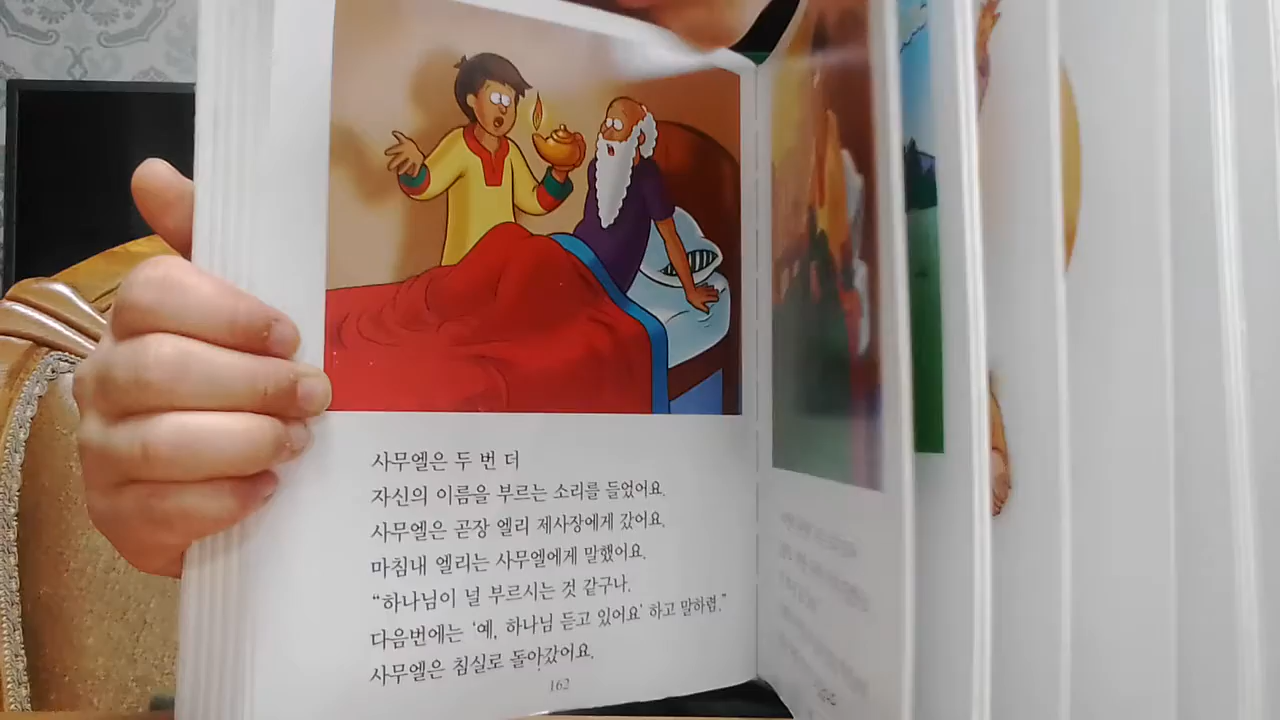 사무엘은 두 번 더
자신의 이름을 부르는 소리를 들었어요.
사무엘은 곧장 엘리 제사장에게 갔어요.
마침내 엘리는 사무엘에게 말했어요.
“하나님이 널 부르시는 것 같구나.
다음번에는 ‘예, 하나님 듣고 있어요’ 하고 말하렴.”
사무엘은 침실로 돌아갔어요.
162